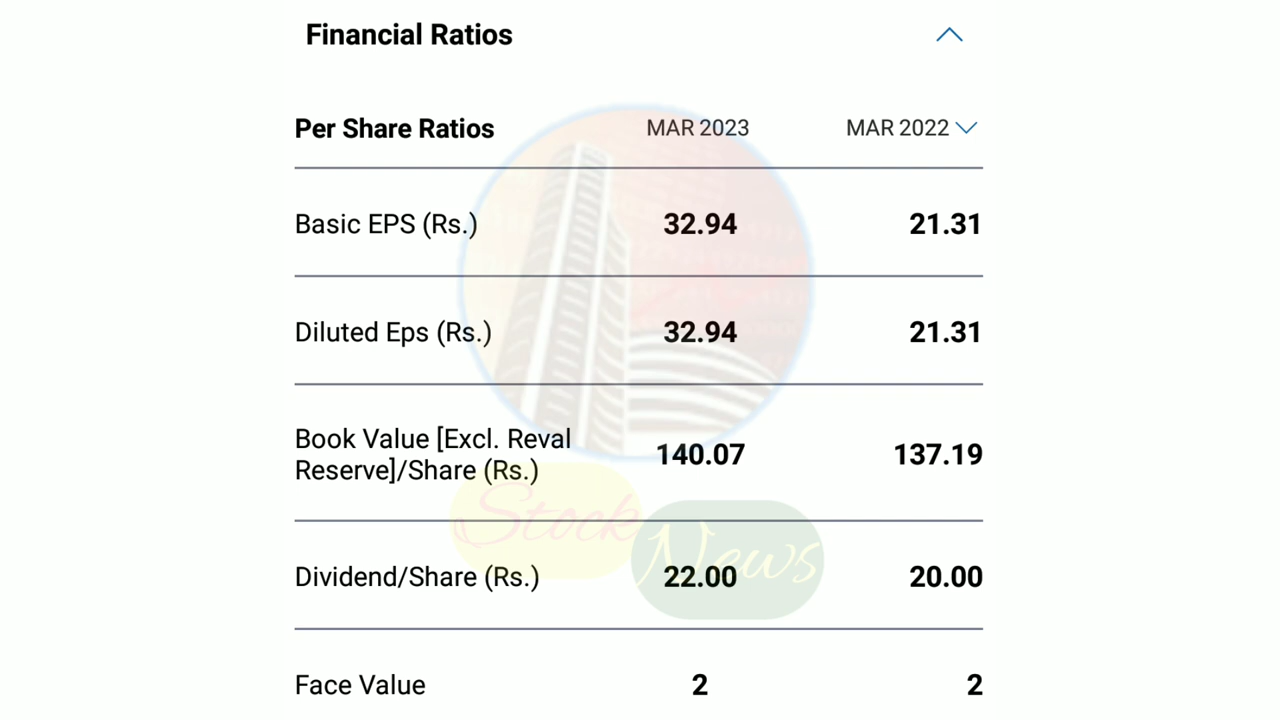 Financial Ratios
Per Share Ratios MAR 2023 MAR 2022
Basic EPS (Rs.) 32.94 21.31
Diluted Eps (Rs.) 32.94 21.31
Book Value [Excl. Reval
Reserve]/Share (Rs.) 140.07 137.19
Stock
News
Dividend/Share (Rs.) 22.00 20.00
Face Value 2 2